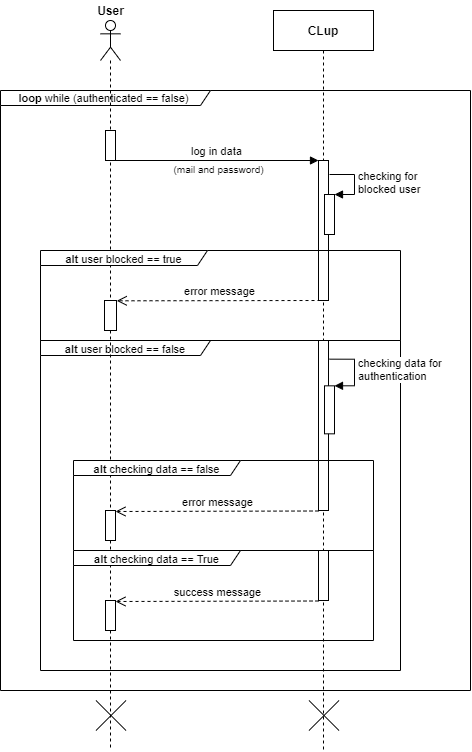 User
CLup
loop while (authenticated == false)
log in data
(mail and password)
checking for
blocked user
alt user blocked == true
error message
alt user blocked == false
checking data for
authentication
alt checking data == false
error message
alt checking data == True
success message